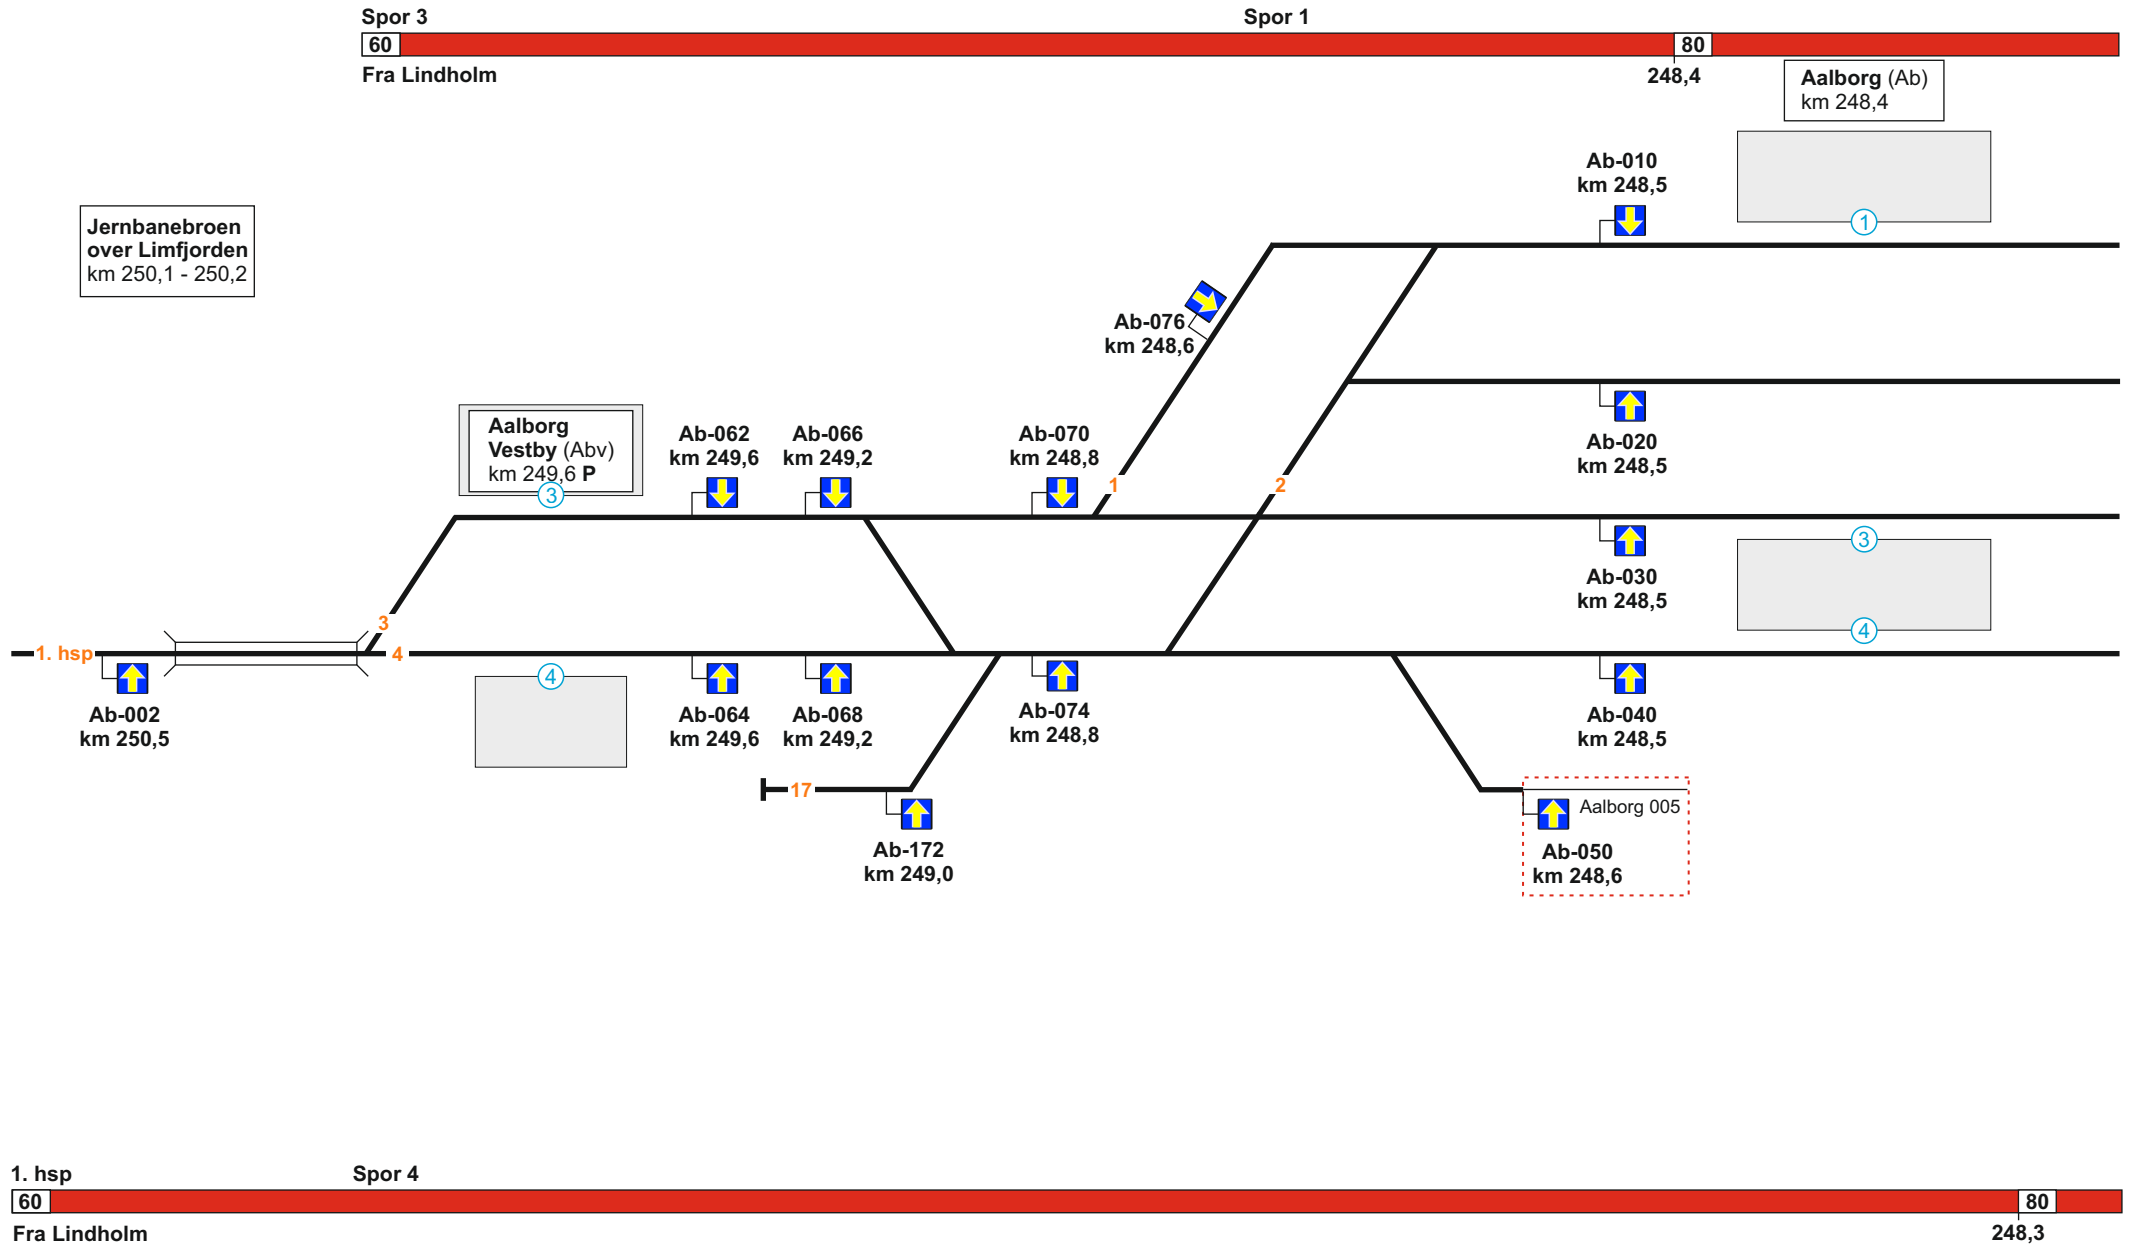 Spor 3
Spor 1
60
80
Fra Lindholm
248,4
Aalborg (Ab)
km 248,4
Ab-010
km 248,5
1
Jernbanebroen
over Limfjorden
km 250,1 - 250,2
Ab-076
km 248,6
Aalborg
Vestby (Abv)
km 249,6 P
3
Ab-062
km 249,6
Ab-066
km 249,2
Ab-070
km 248,8
1
2
Ab-020
km 248,5
3
Ab-030
km 248,5
4
3
1. hsp
4
Ab-002
km 250,5
4
Ab-064
km 249,6
Ab-068
km 249,2
Ab-074
km 248,8
Ab-040
km 248,5
17
Ab-172
km 249,0
Aalborg 005
Ab-050
km 248,6
1. hsp
Spor 4
60
80
Fra Lindholm
248,3